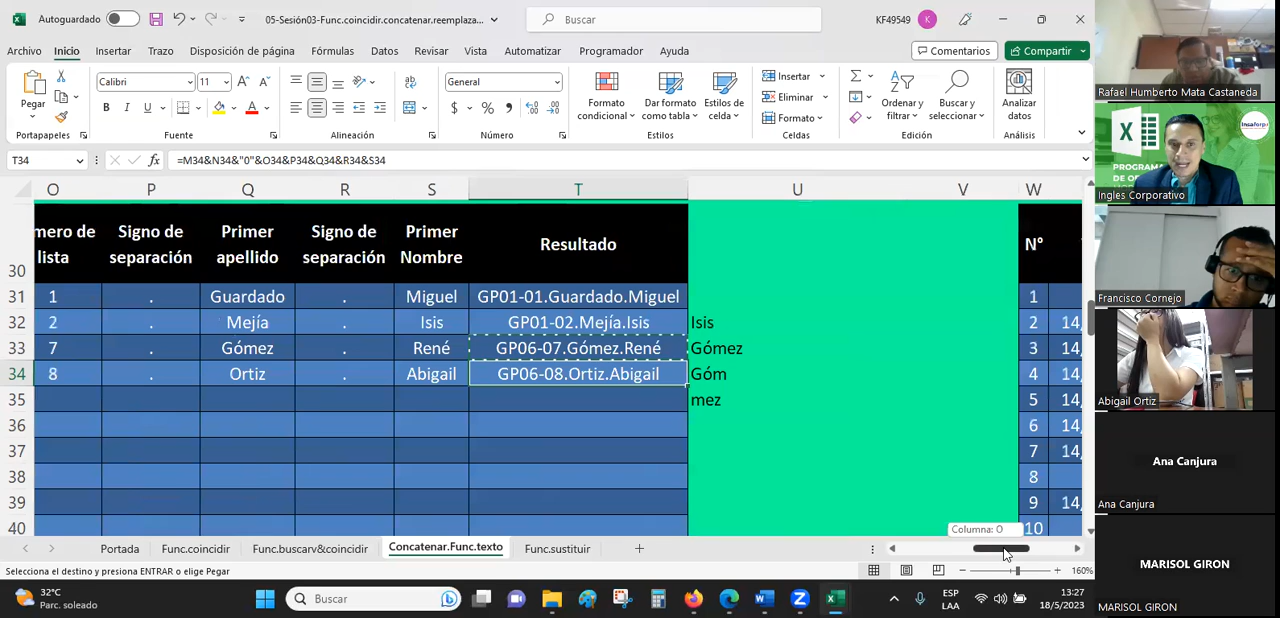 Autoguardado
05-Sesión03-Func.coincidir.concatenar.reemplaza...
Buscar
KF49549
K
Archivo Inicio Insertar Trazo Disposición de página Fórmulas Datos Revisar Vista Automatizar Programador Ayuda
Comentarios
Compartir
Pegar
Calibri
11
N K S
General
Formato condicional
Dar formato como tabla
Estilos de celda
Insertar
Eliminar
Formato
Ordenar y filtrar
Buscar y seleccionar
Analizar datos
Portapapeles Fuente Alineación Número Estilos Celdas Edición Análisis
T34
=M34&N34&"0"&O34&P34&Q34&R34&S34
O P Q R S T U V W
30 mero de lista Signo de separación Primer apellido Signo de separación Primer Nombre Resultado Nº
31 1 . Guardado . Miguel GP01-01.Guardado.Miguel 1
32 2 . Mejía . Isis GP01-02.Mejía.Isis Isis 2 14,
33 7 . Gómez . René GP06-07.Gómez.René Gómez 3 14,
34 8 . Ortiz . Abigail GP06-08.Ortiz.Abigail Góm 4 14,
35 mez 5 14,
36 6 14,
37 7 14,
38 8
39 9 14,
40 10
Columna: O
Portada Func.coincidir Func.buscarv&coincidir Concatenar.Func.texto Func.sustituir
Selecciona el destino y presiona ENTRAR o elige Pegar
160%
32°C
Parc. soleado
Buscar
ESP
LAA
13:27
18/5/2023
Rafael Humberto Mata Castaneda
Insaforp
PROGRAMA
DE OF
Ingles Corporativo
Francisco Cornejo
Abigail Ortiz
Ana Canjura
Ana Canjura
MARISOL GIRON
MARISOL GIRON